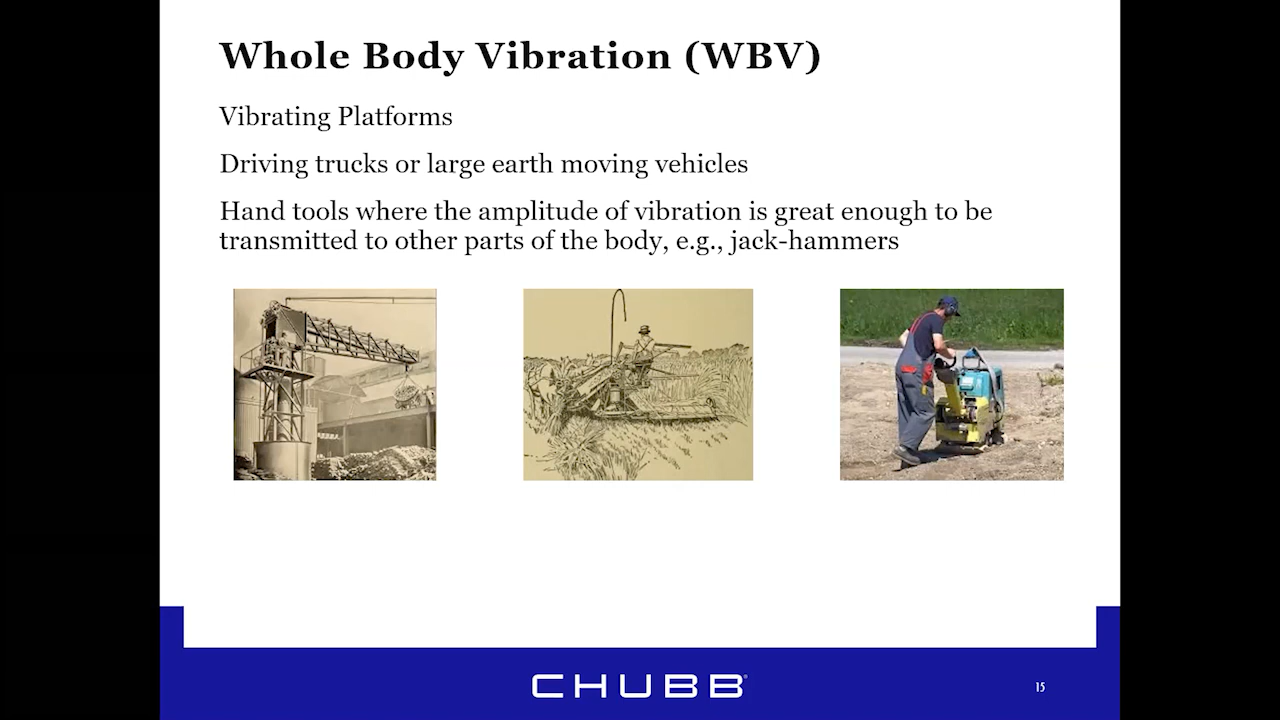 Whole Body Vibration (WBV)
Vibrating Platforms
Driving trucks or large earth moving vehicles
Hand tools where the amplitude of vibration is great enough to be
transmitted to other parts of the body, e.g., jack-hammers
CHUBB®
15